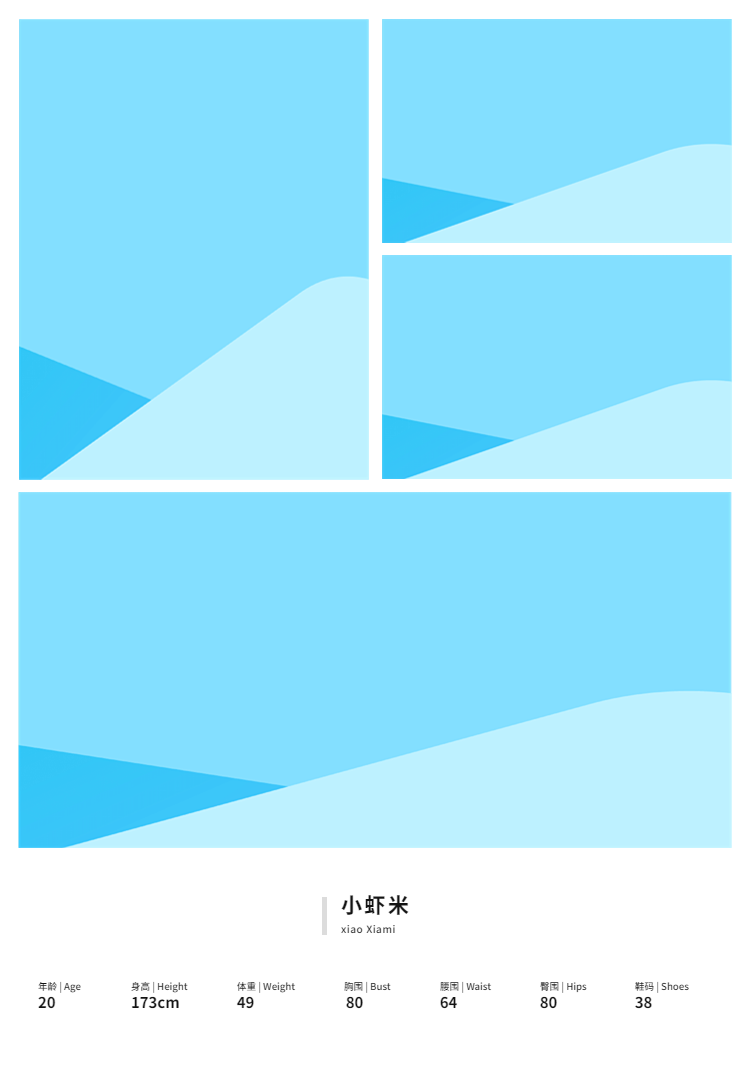 小虾米
xiao Xiami
年龄 | Age
20
身高 | Height
173cm
体重 | Weight
49
胸围 | Bust
80
腰围 | Waist
64
臀围 | Hips
80
鞋码 | Shoes
38